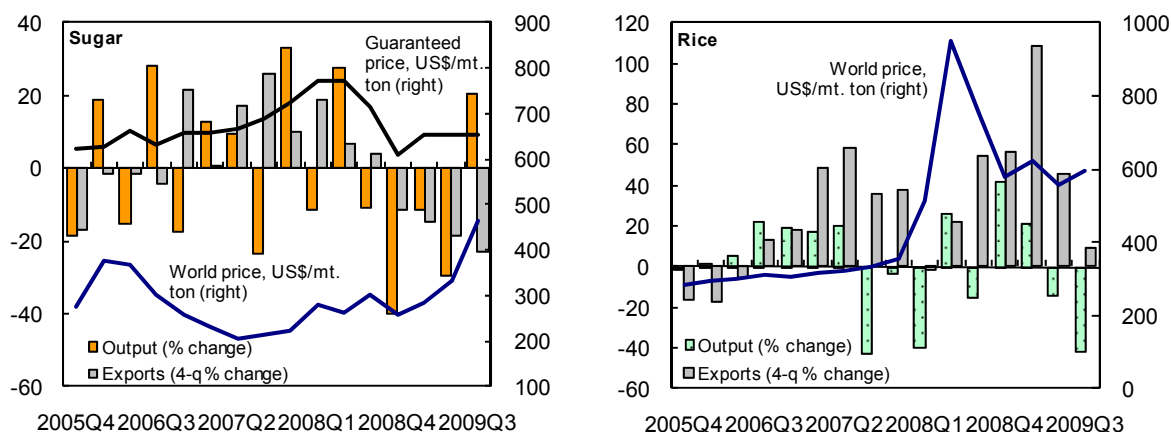 Sugar
40
20
0
-20
-40
-60
900
800
700
600
500
400
300
200
100
Guaranteed
price, US$/mt.
ton (right)
World price, US$/mt.
ton (right)
Output (% change)
Exports (4-q % change)
2005Q4 2006Q3 2007Q2 2008Q1 2008Q4 2009Q3
Rice
120
100
80
60
40
20
0
-20
-40
-60
1000
800
600
400
200
0
World price,
US$/mt. ton (right)
Output (% change)
Exports (4-q % change)
2005Q4 2006Q3 2007Q2 2008Q1 2008Q4 2009Q3